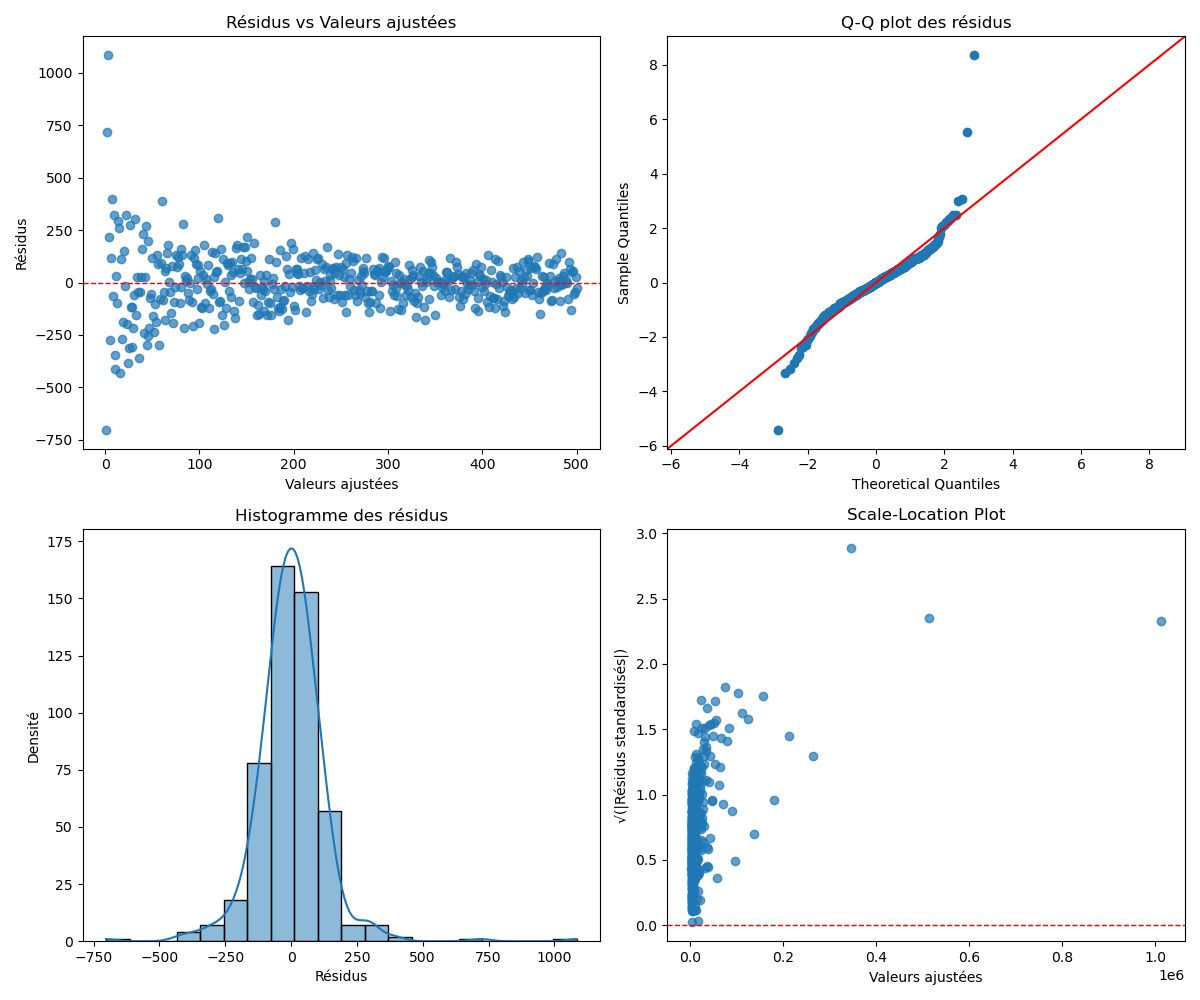 Résidus vs Valeurs ajustées
1000
750
500
250
0
−250
−500
−750
0 100 200 300 400 500
Résidus
Valeurs ajustées
Q-Q plot des résidus
8
6
4
2
0
−2
−4
−6
−6 −4 −2 0 2 4 6 8
Sample Quantiles
Theoretical Quantiles
Histogramme des résidus
175
150
125
100
75
50
25
0
−750 −500 −250 0 250 500 750 1000
Densité
Résidus
Scale-Location Plot
3.0
2.5
2.0
1.5
1.0
0.5
0.0
0.0 0.2 0.4 0.6 0.8 1.0
1e6
√(|Résidus standardisés|)
Valeurs ajustées